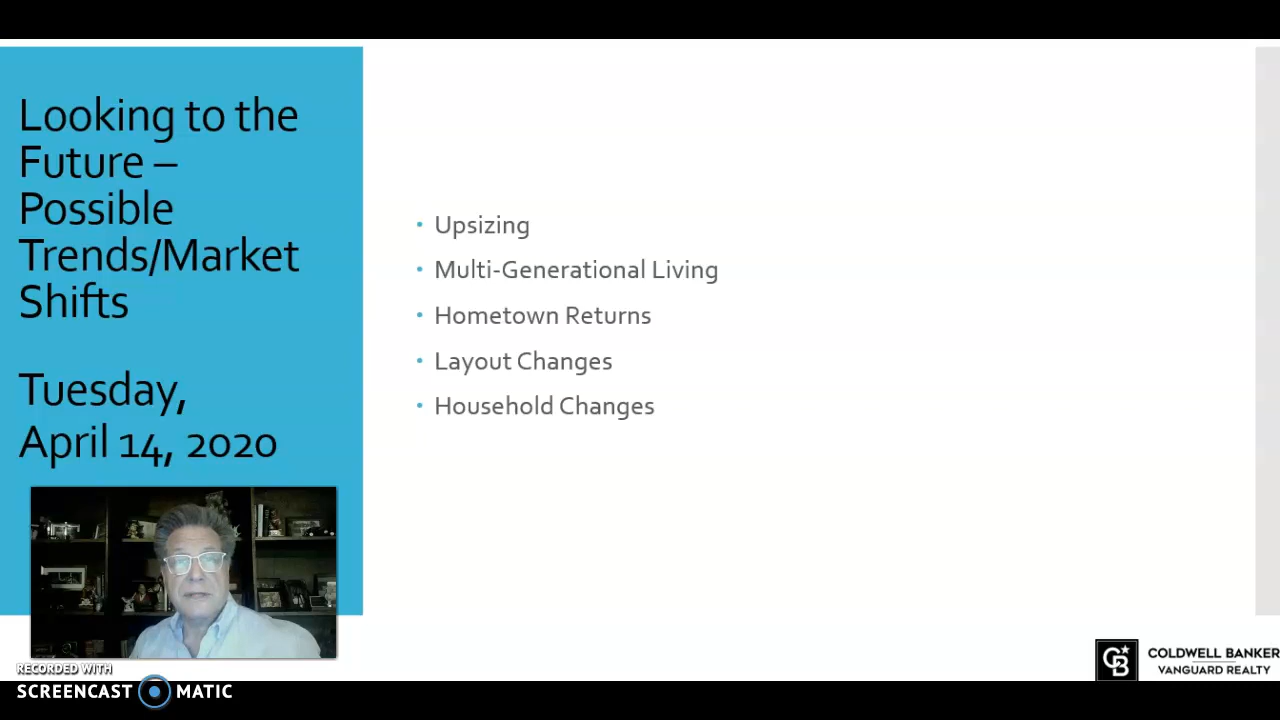 Looking to the
Future –
Possible
Trends/Market
Shifts
Tuesday,
April 14, 2020
• Upsizing
• Multi-Generational Living
• Hometown Returns
• Layout Changes
• Household Changes
RECORDED WITH
SCREENCAST MATIC
CB
COLDWELL BANKER
VANGUARD REALTY